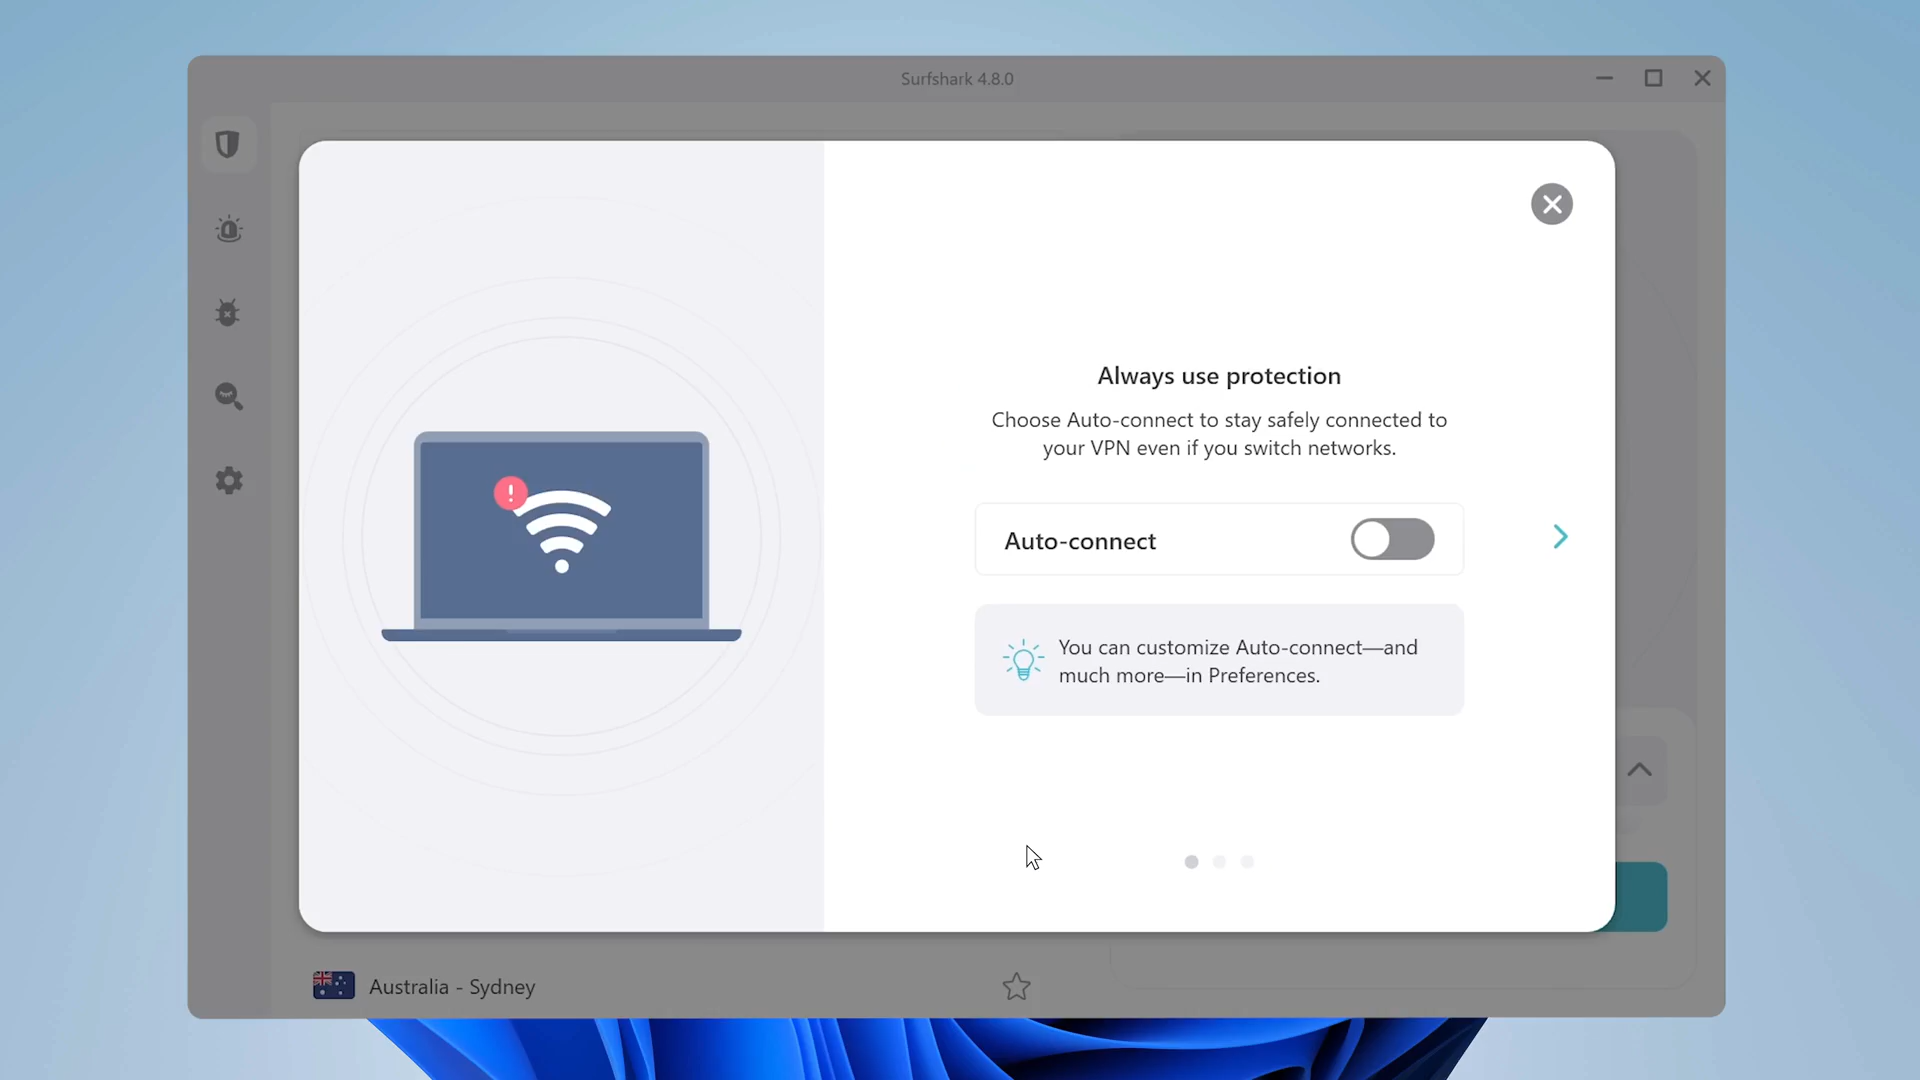 Surfshark 4.8.0
Always use protection
Choose Auto-connect to stay safely connected to
your VPN even if you switch networks.
Auto-connect
You can customize Auto-connect—and
much more—in Preferences.
Australia - Sydney